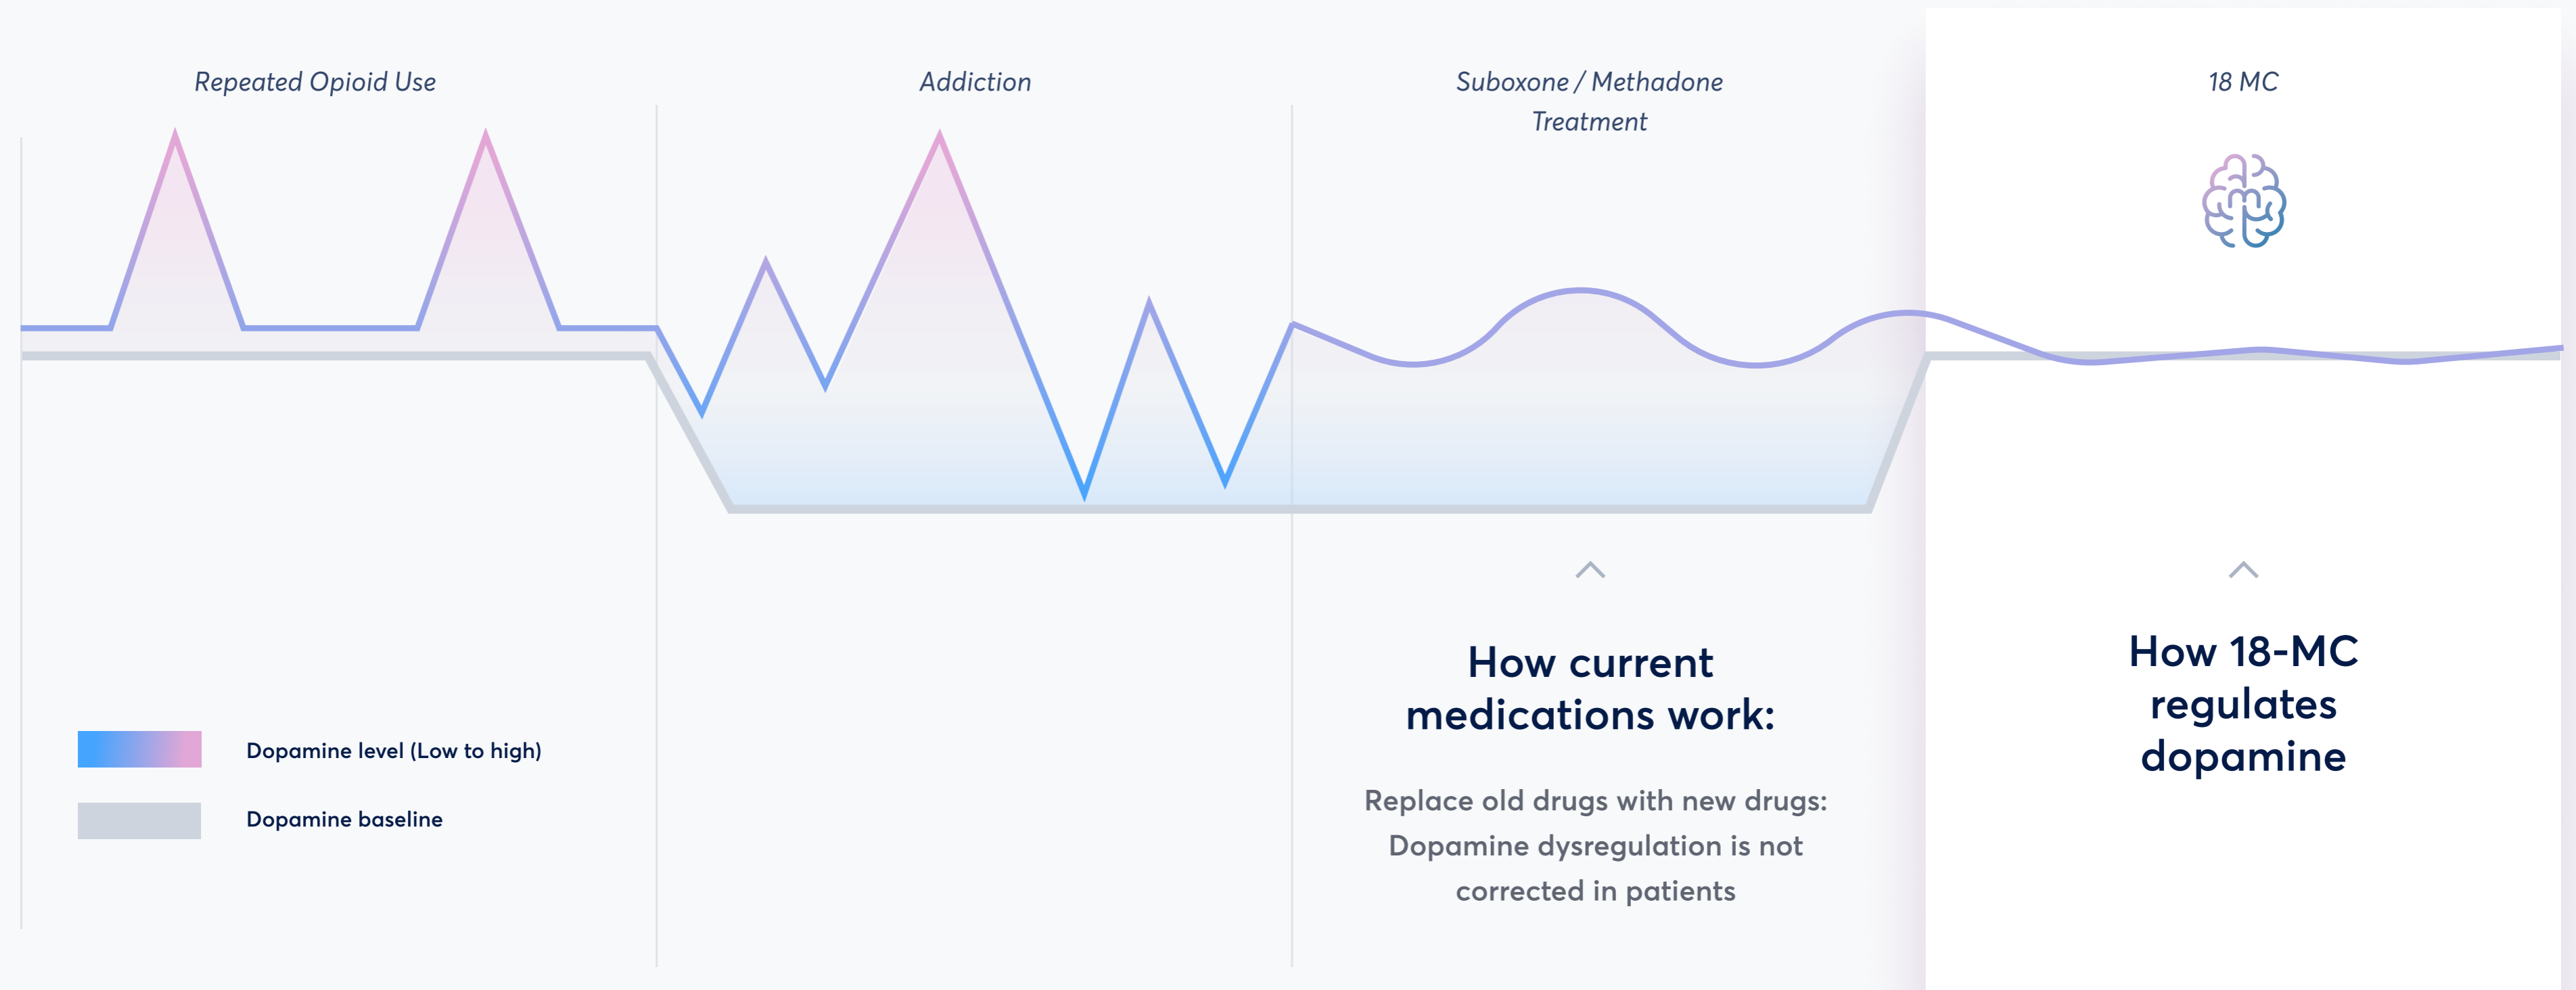 Repeated Opioid Use
Addiction
Suboxone / Methadone
Treatment
18 MC
How current
medications work:
Replace old drugs with new drugs:
Dopamine dysregulation is not
corrected in patients
How 18-MC
regulates
dopamine
Dopamine level (Low to high)
Dopamine baseline